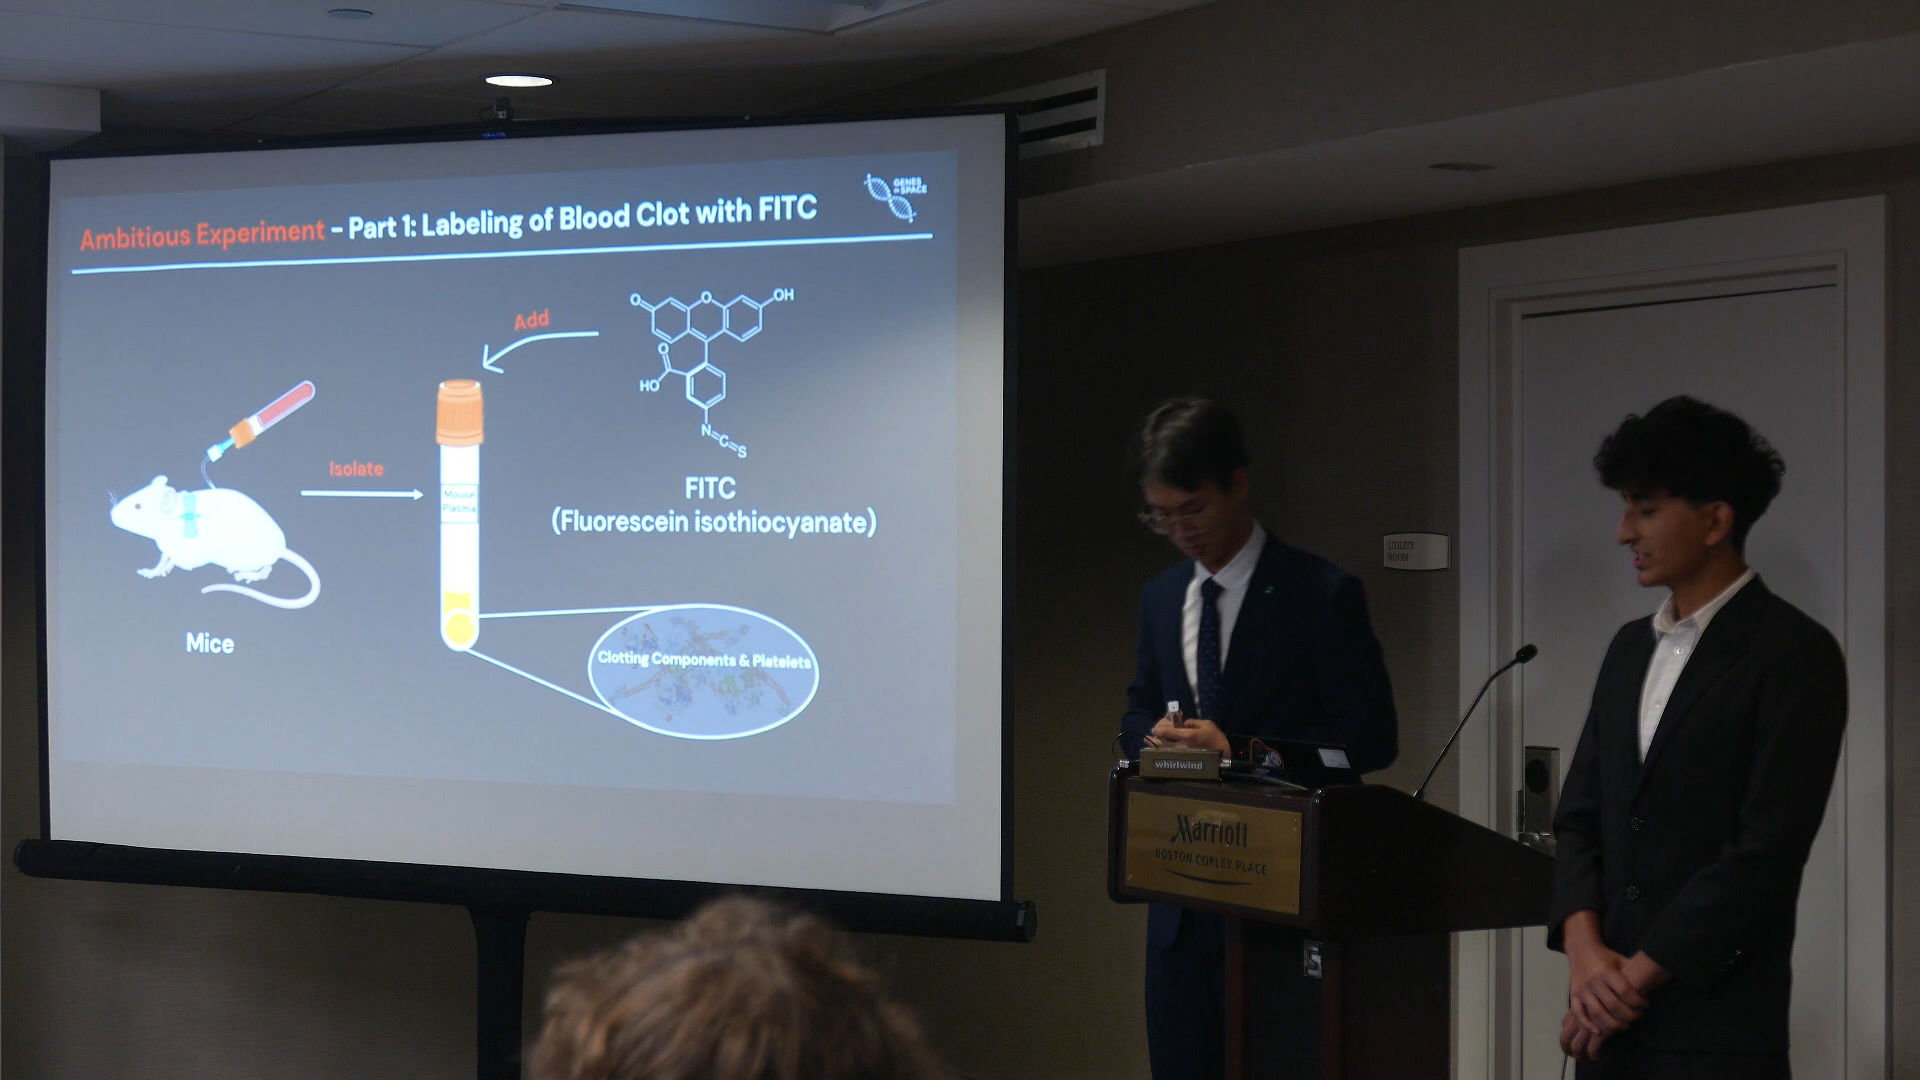 GENES
IN SPACE
Ambitious Experiment – Part 1: Labeling of Blood Clot with FITC
Add
O
O
OH
O
HO
N=C=S
Isolate
Mouse
Plasma
FITC
(Fluorescein isothiocyanate)
Mice
Clotting Components & Platelets
UTILITY
ROOM
whirlwind
Marriott
BOSTON COPLEY PLACE